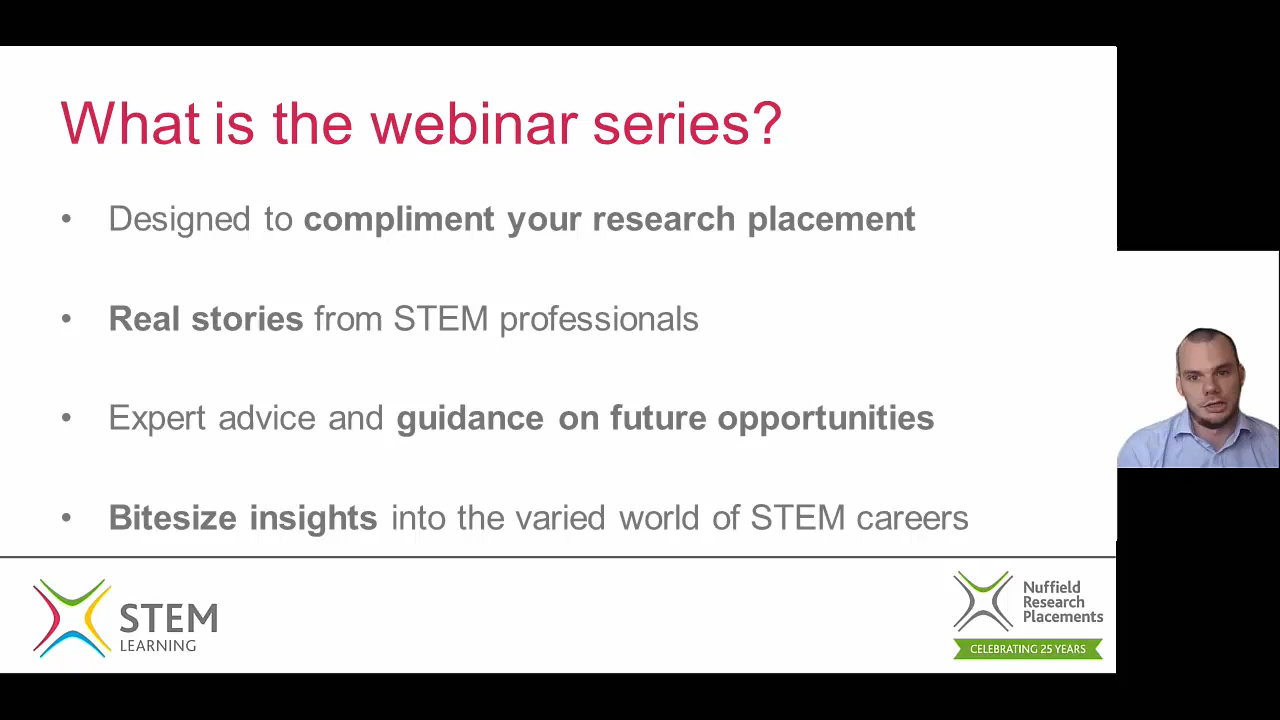 What is the webinar series?
• Designed to compliment your research placement
• Real stories from STEM professionals
• Expert advice and guidance on future opportunities
• Bitesize insights into the varied world of STEM careers
STEM
LEARNING
Nuffield
Research
Placements
CELEBRATING 25 YEARS